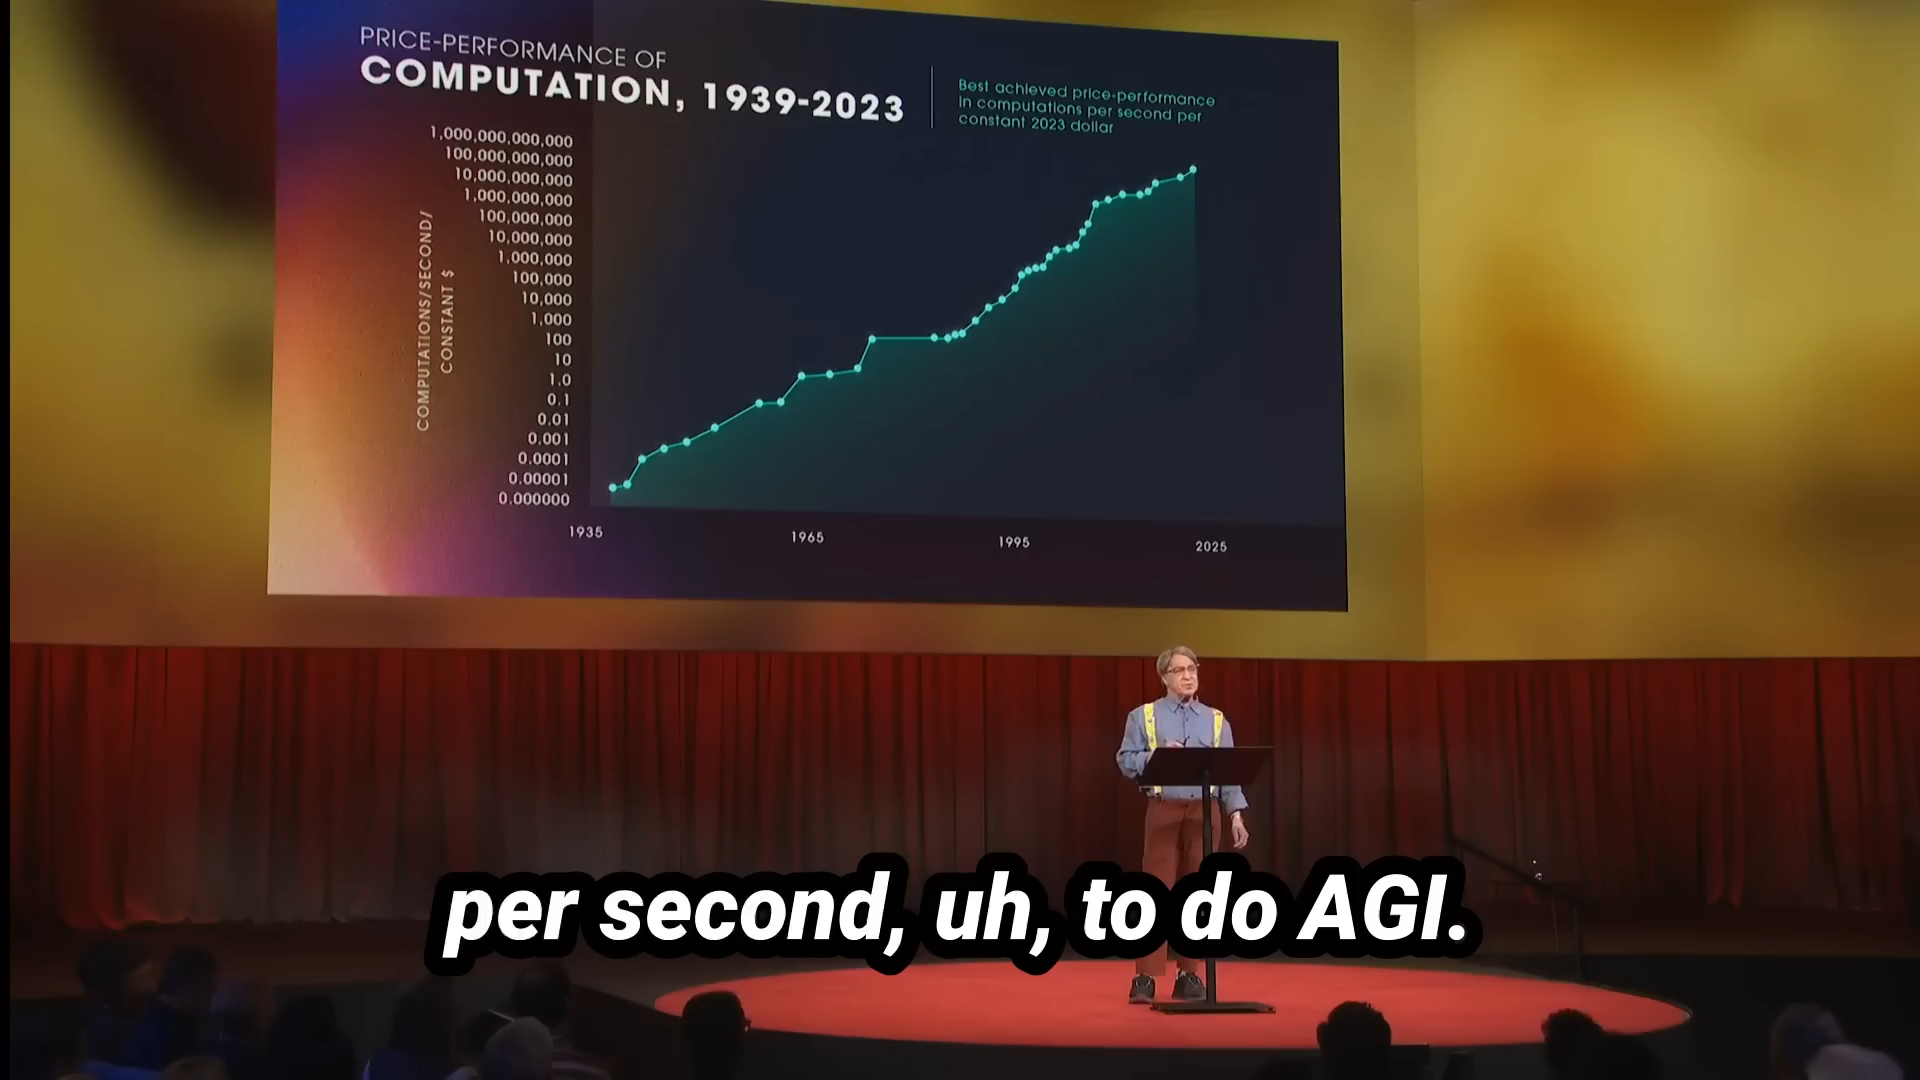 PRICE-PERFORMANCE OF
COMPUTATION, 1939-2023
Best achieved price-performance
in computations per second per
constant 2023 dollar
COMPUTATIONS/SECOND/
CONSTANT $
1,000,000,000,000
100,000,000,000
10,000,000,000
1,000,000,000
100,000,000
10,000,000
1,000,000
100,000
10,000
1,000
100
10
1.0
0.1
0.01
0.001
0.0001
0.00001
0.000000
1935
1965
1995
2025
per second, uh, to do AGI.